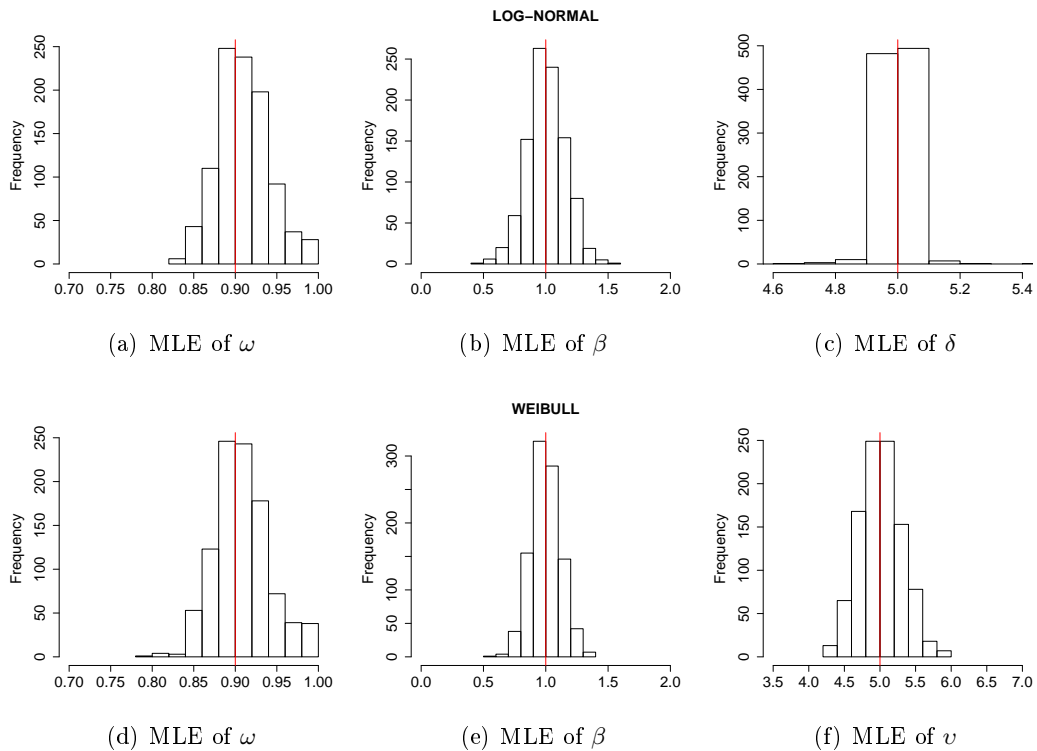 LOG−NORMAL
Frequency
0 50 100 150 200 250
0.70 0.75 0.80 0.85 0.90 0.95 1.00
(a) MLE of ω
Frequency
0 50 100 150 200 250
0.0 0.5 1.0 1.5 2.0
(b) MLE of β
Frequency
0 100 200 300 400 500
4.6 4.8 5.0 5.2 5.4
(c) MLE of δ
WEIBULL
Frequency
0 50 100 150 200 250
0.70 0.75 0.80 0.85 0.90 0.95 1.00
(d) MLE of ω
Frequency
0 50 100 200 300
0.0 0.5 1.0 1.5 2.0
(e) MLE of β
Frequency
0 50 100 150 200 250
3.5 4.0 4.5 5.0 5.5 6.0 6.5 7.0
(f) MLE of υ